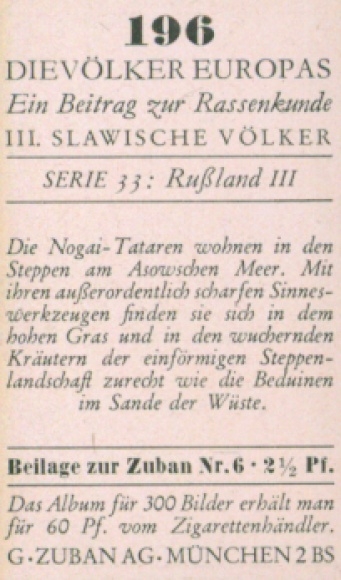 196
DIE VÖLKER EUROPAS
Ein Beitrag zur Rassenkunde
III. SLAWISCHE VÖLKER
SERIE 33: Rußland III
Die Nogai-Tataren wohnen in den
Steppen am Asowschen Meer. Mit
ihren außerordentlich scharfen Sinnes-
werkzeugen finden sie sich in dem
hohen Gras und in den wuchernden
Kräutern der einförmigen Steppen-
landschaft zurecht wie die Beduinen
im Sande der Wüste.
Beilage zur Zuban Nr. 6 · 2½ Pf.
Das Album für 300 Bilder erhält man
für 60 Pf. vom Zigarettenhändler.
G · ZUBAN AG · MÜNCHEN 2 BS